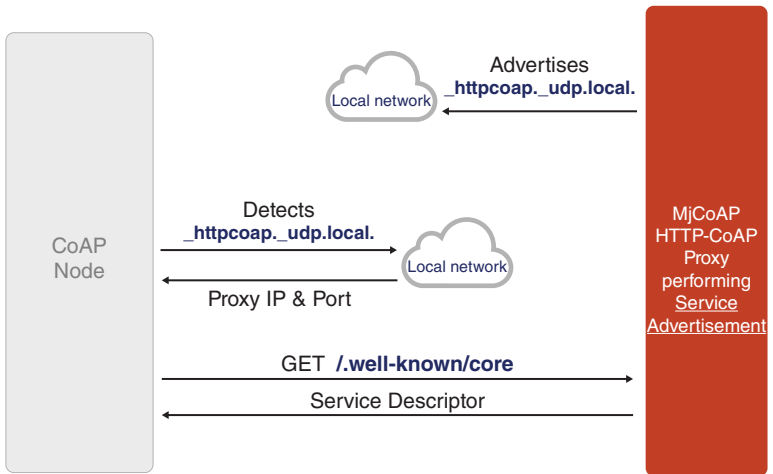 Advertises
_httpcoap._udp.local.
Local network
Detects
_httpcoap._udp.local.
Local network
Proxy IP & Port
CoAP
Node
MjCoAP
HTTP-CoAP
Proxy
performing
Service
Advertisement
GET /.well-known/core
Service Descriptor